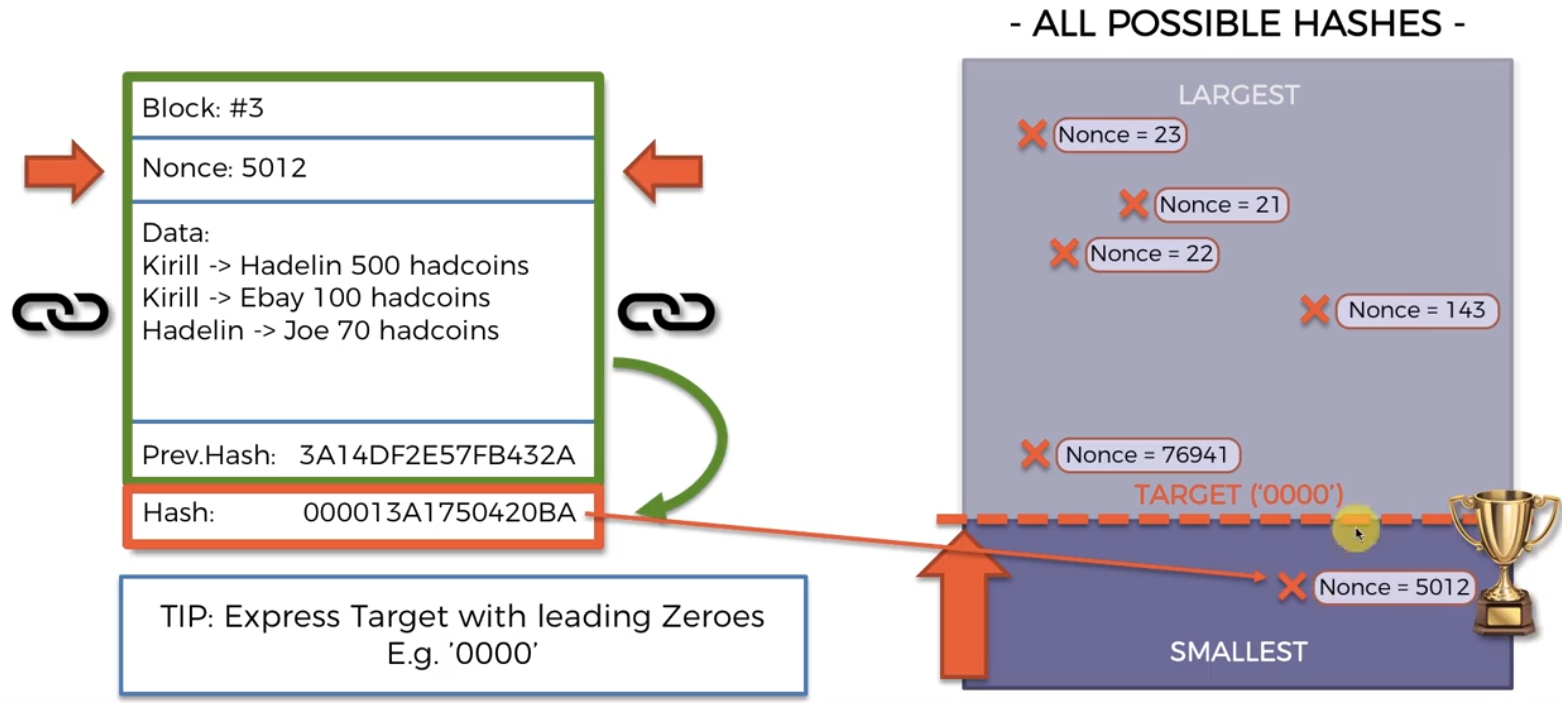 - ALL POSSIBLE HASHES -
Block: #3
Nonce: 5012
Data:
Kirill -> Hadelin 500 hadcoins
Kirill -> Ebay 100 hadcoins
Hadelin -> Joe 70 hadcoins
Prev.Hash: 3A14DF2E57FB432A
Hash: 000013A1750420BA
TIP: Express Target with leading Zeroes
E.g. '0000'
LARGEST
Nonce = 23
Nonce = 21
Nonce = 22
Nonce = 143
Nonce = 76941
TARGET ('0000')
Nonce = 5012
SMALLEST